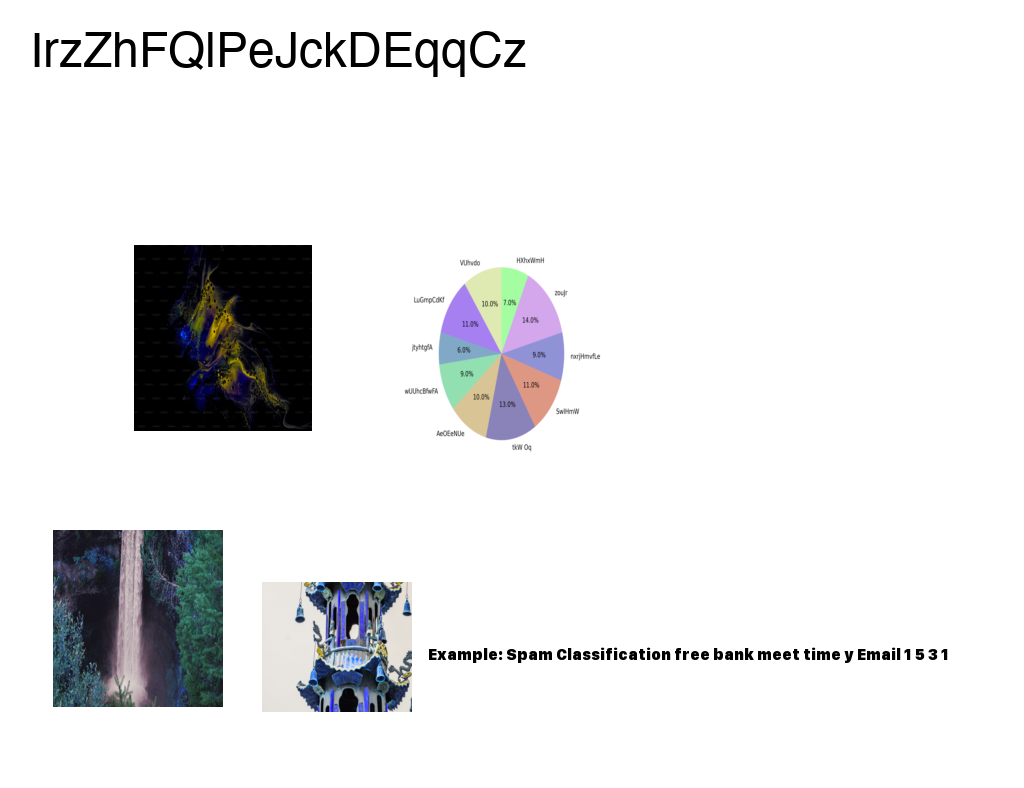 IrzZhFQlPeJckDEqqCz
VUhvdo
HXhxWmH
LuGmpCdKf
zoujr
10.0%
7.0%
11.0%
14.0%
jtyhtgfA
6.0%
9.0%
nxrjHmvfLe
wUUhcBfwFA
9.0%
11.0%
10.0%
13.0%
SwlHmW
AeOEeNUe
tkW Oq
Example: Spam Classification free bank meet time y Email 1 5 3 1